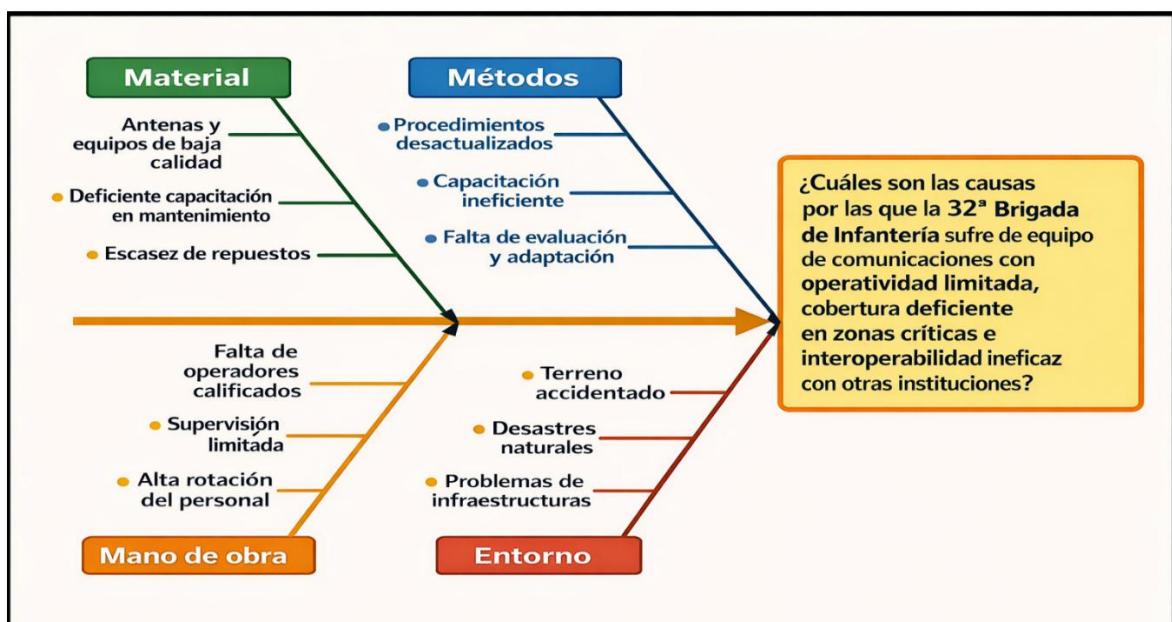 Material
Antenas y
equipos de baja
calidad
Deficiente capacitación
en mantenimiento
Escasez de repuestos
Métodos
Procedimientos
desactualizados
Capacitación
ineficiente
Falta de evaluación
y adaptación
¿Cuáles son las causas
por las que la 32ª Brigada
de Infantería sufre de equipo
de comunicaciones con
operatividad limitada,
cobertura deficiente
en zonas críticas e
interoperabilidad ineficaz
con otras instituciones?
Falta de
operadores
calificados
Supervisión
limitada
Alta rotación
del personal
Mano de obra
Terreno
accidentado
Desastres
naturales
Problemas de
infraestructuras
Entorno